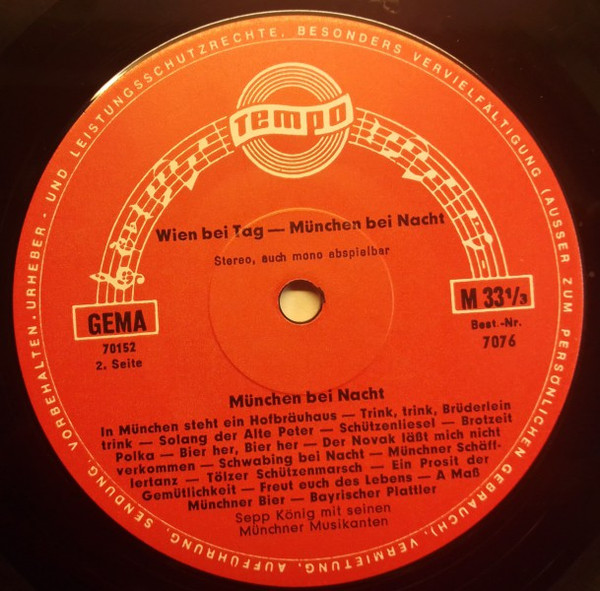 URHEBER- UND LEISTUNGSSCHUTZRECHTE, BESONDERS VERVIELFÄLTIGUNG (AUSSER ZUM PERSÖNLICHEN GEBRAUCH), VERMIETUNG, AUFFÜHRUNG, SENDUNG, VORBEHALTEN.
Tempo
Wien bei Tag — München bei Nacht
Stereo, auch mono abspielbar
GEMA
M 33 1/3
70152
Best.-Nr.
2. Seite
7076
München bei Nacht
In München steht ein Hofbräuhaus — Trink, trink, Brüderlein
trink — Solang der Alte Peter — Schützenliesel — Brotzeit
Polka — Bier her, Bier her — Der Novak läßt mich nicht
verkommen — Schwabing bei Nacht — Münchner Schäff-
lertanz — Tölzer Schützenmarsch — Ein Prosit der
Gemütlichkeit — Freut euch des Lebens — A Maß
Münchner Bier — Bayrischer Plattler
Sepp König mit seinen
Münchner Musikanten